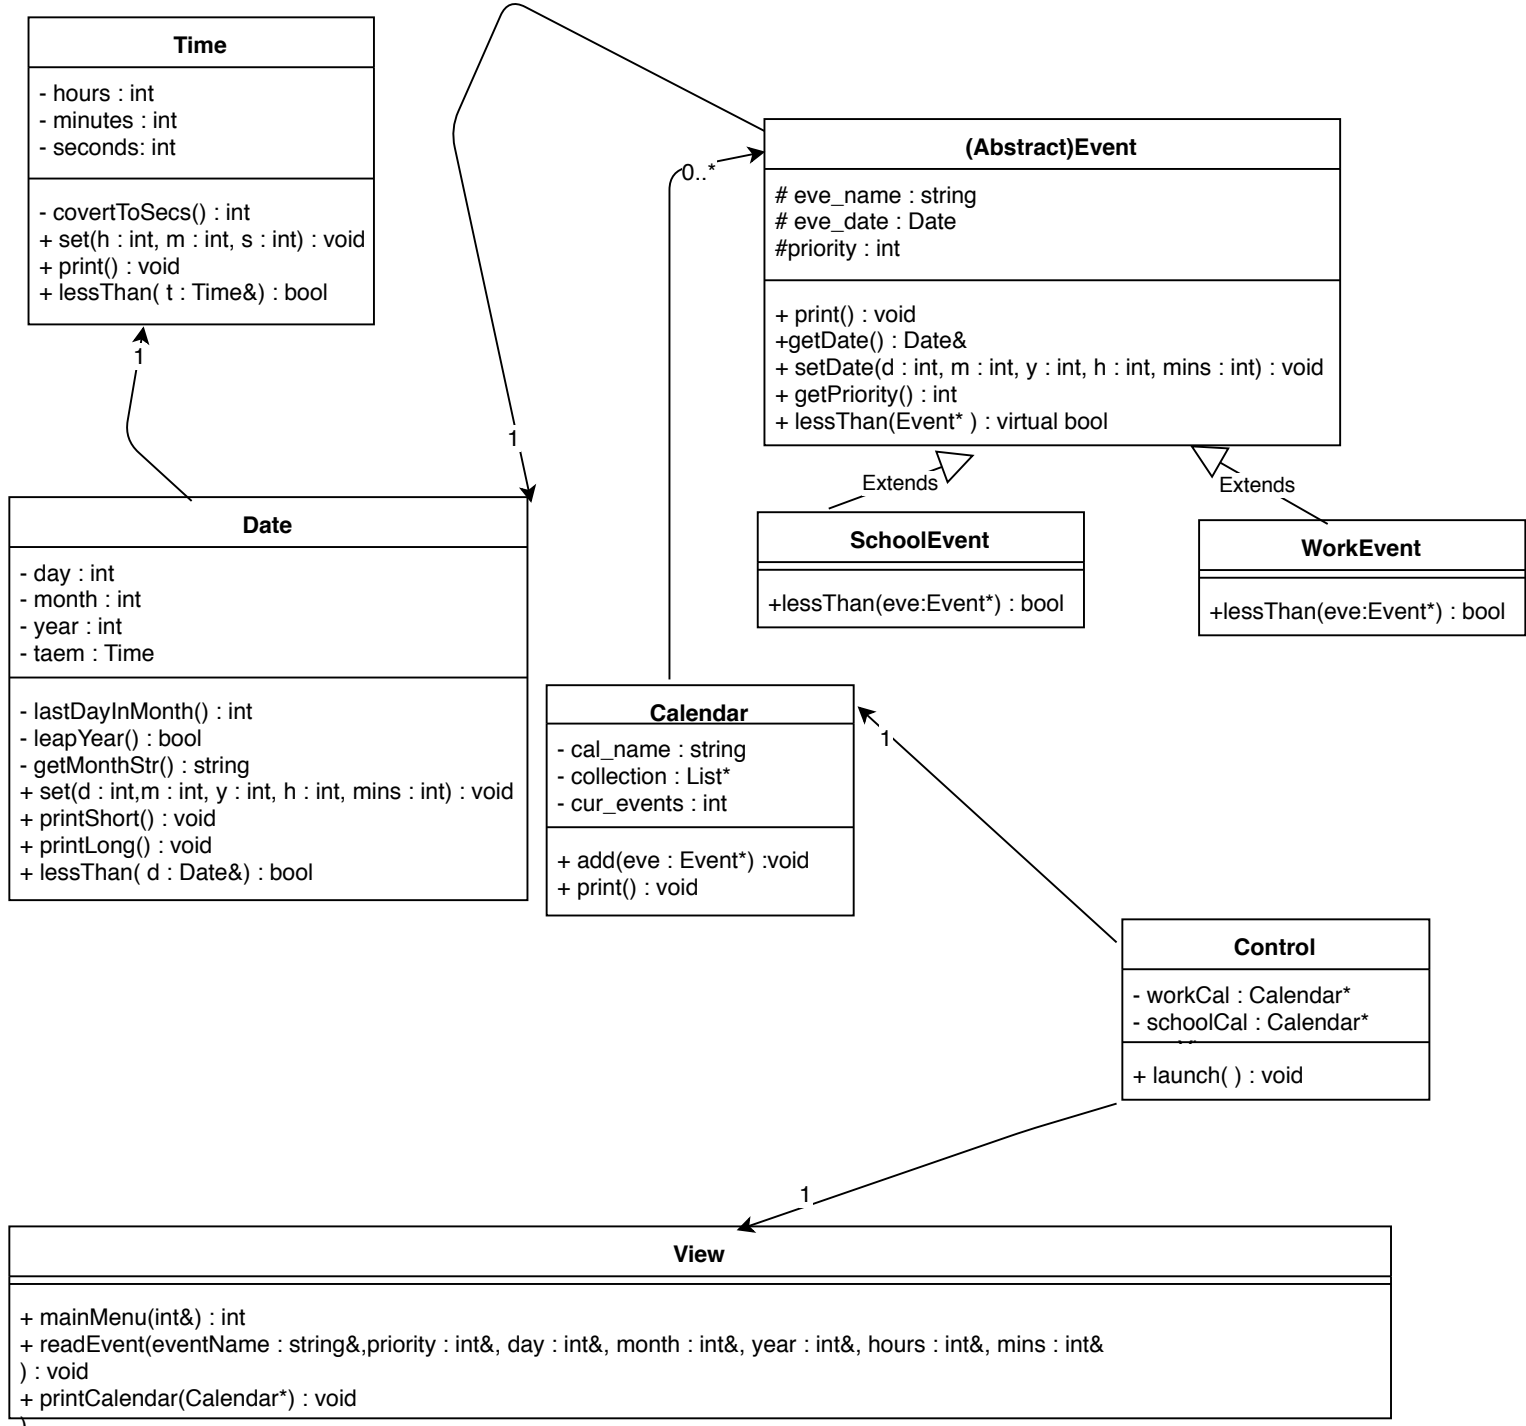 Time
- hours : int
- minutes : int
- seconds: int
- covertToSecs() : int
+ set(h : int, m : int, s : int) : void
+ print() : void
+ lessThan( t : Time&) : bool
1
(Abstract)Event
# eve_name : string
# eve_date : Date
#priority : int
+ print() : void
+getDate() : Date&
+ setDate(d : int, m : int, y : int, h : int, mins : int) : void
+ getPriority() : int
+ lessThan(Event* ) : virtual bool
0..*
1
Extends
Extends
Date
- day : int
- month : int
- year : int
- taem : Time
- lastDayInMonth() : int
- leapYear() : bool
- getMonthStr() : string
+ set(d : int,m : int, y : int, h : int, mins : int) : void
+ printShort() : void
+ printLong() : void
+ lessThan( d : Date&) : bool
SchoolEvent
+lessThan(eve:Event*) : bool
WorkEvent
+lessThan(eve:Event*) : bool
Calendar
- cal_name : string
- collection : List*
- cur_events : int
+ add(eve : Event*) :void
+ print() : void
1
Control
- workCal : Calendar*
- schoolCal : Calendar*
+ launch( ) : void
1
View
+ mainMenu(int&) : int
+ readEvent(eventName : string&,priority : int&, day : int&, month : int&, year : int&, hours : int&, mins : int&
) : void
+ printCalendar(Calendar*) : void